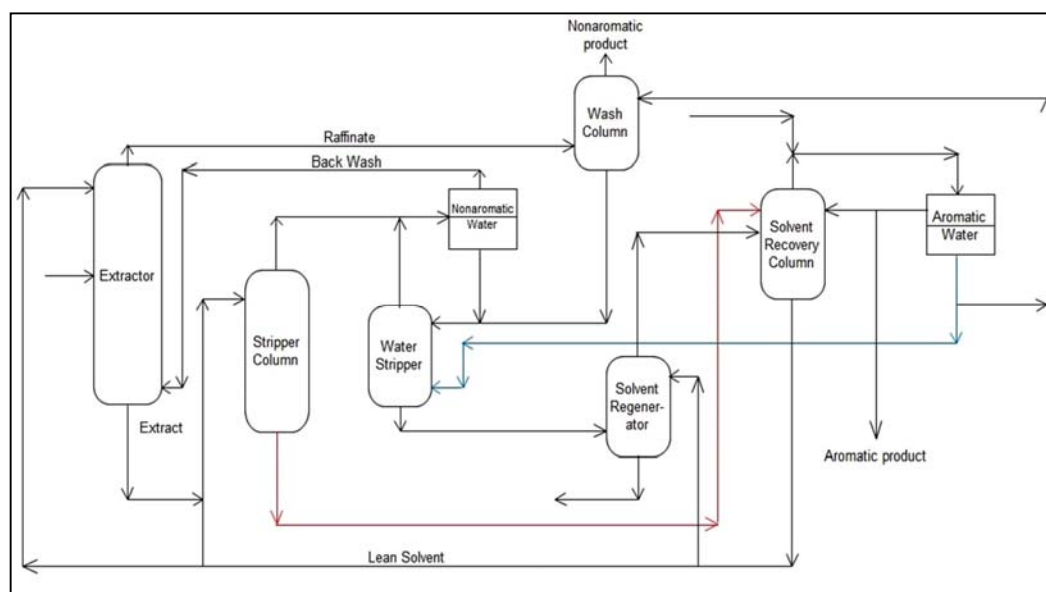 Nonaromatic
product
Wash
Column
Raffinate
Back Wash
Nonaromatic
Water
Solvent
Recovery
Column
Aromatic
Water
Extractor
Stripper
Column
Water
Stripper
Solvent
Regener-
ator
Extract
Aromatic product
Lean Solvent